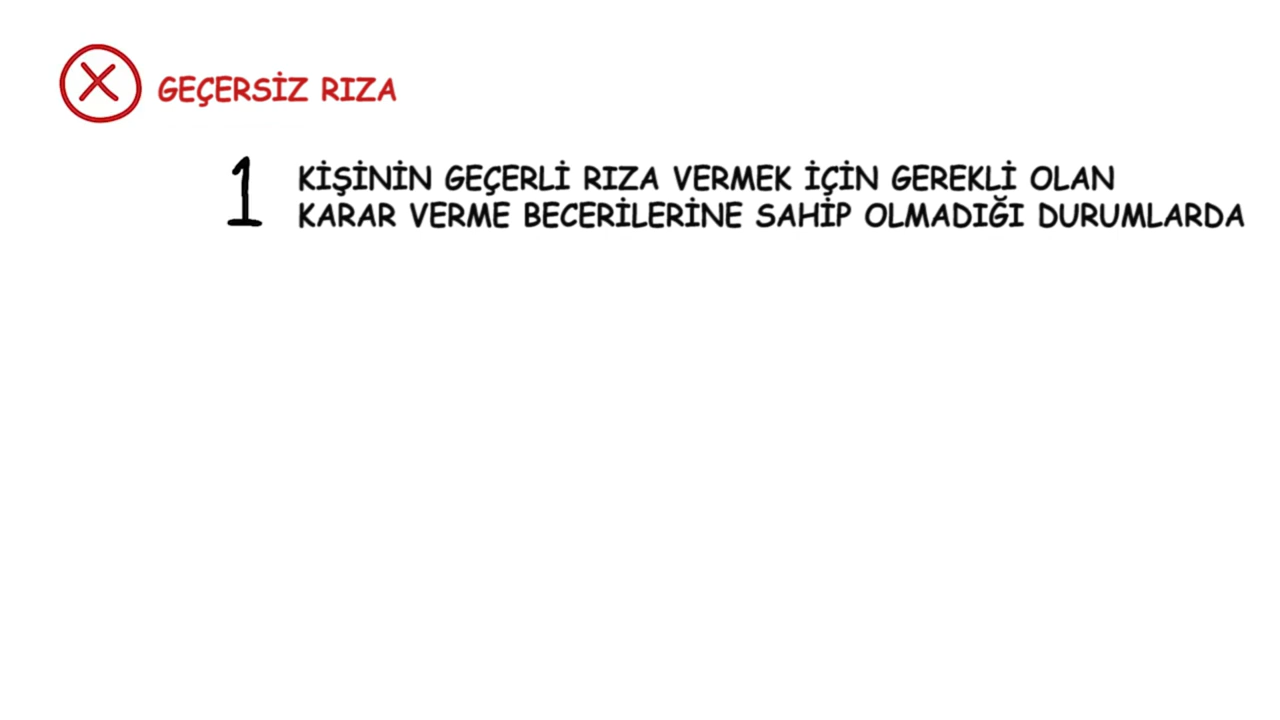 GEÇERSİZ RIZA
1 KİŞİNİN GEÇERLİ RIZA VERMEK İÇİN GEREKLİ OLAN
KARAR VERME BECERİLERİNE SAHİP OLMADIĞI DURUMLARDA